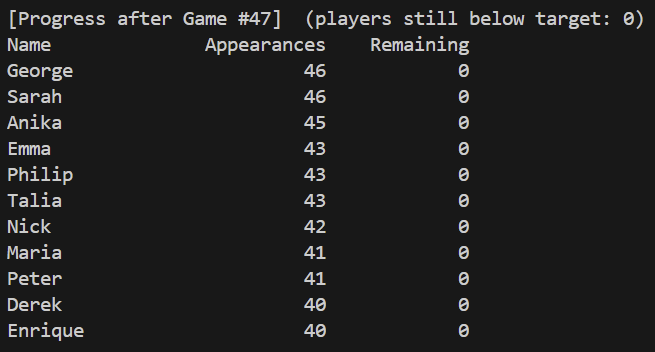 [Progress after Game #47]  (players still below target: 0)
Name                Appearances    Remaining
George                       46            0
Sarah                        46            0
Anika                        45            0
Emma                         43            0
Philip                       43            0
Talia                        43            0
Nick                         42            0
Maria                        41            0
Peter                        41            0
Derek                        40            0
Enrique                      40            0